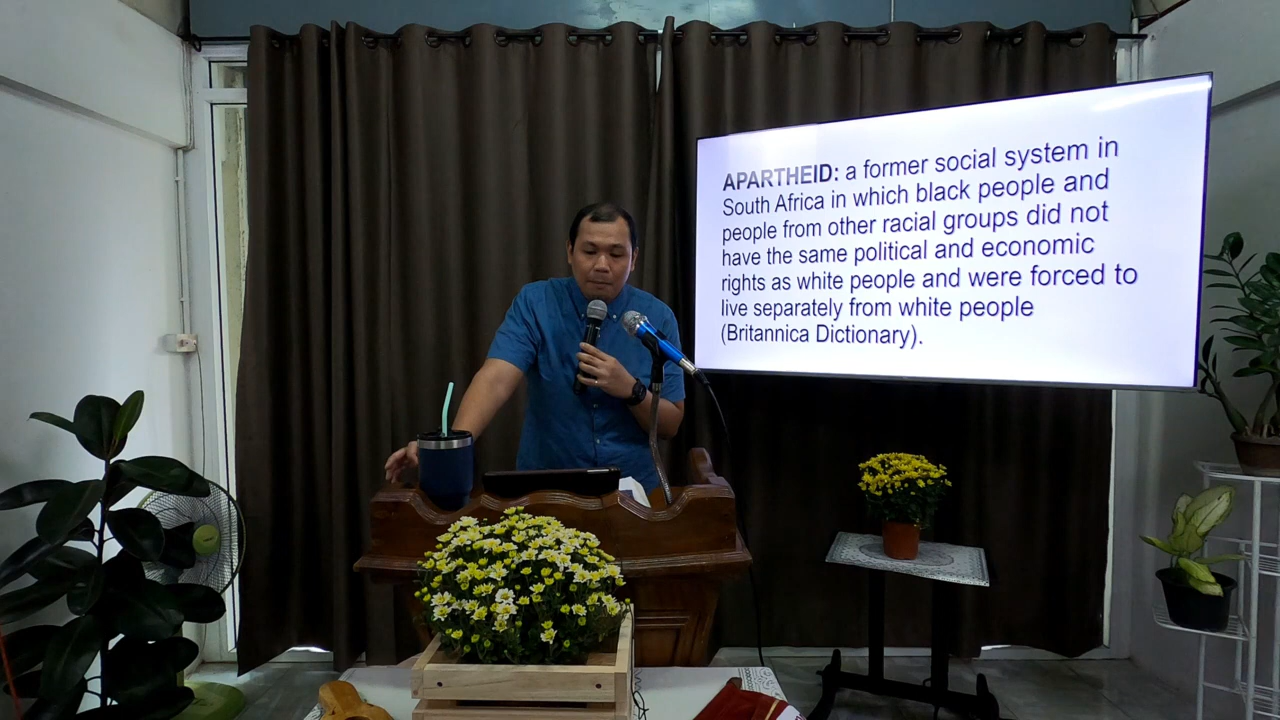 APARTHEID: a former social system in
South Africa in which black people and
people from other racial groups did not
have the same political and economic
rights as white people and were forced to
live separately from white people
(Britannica Dictionary).